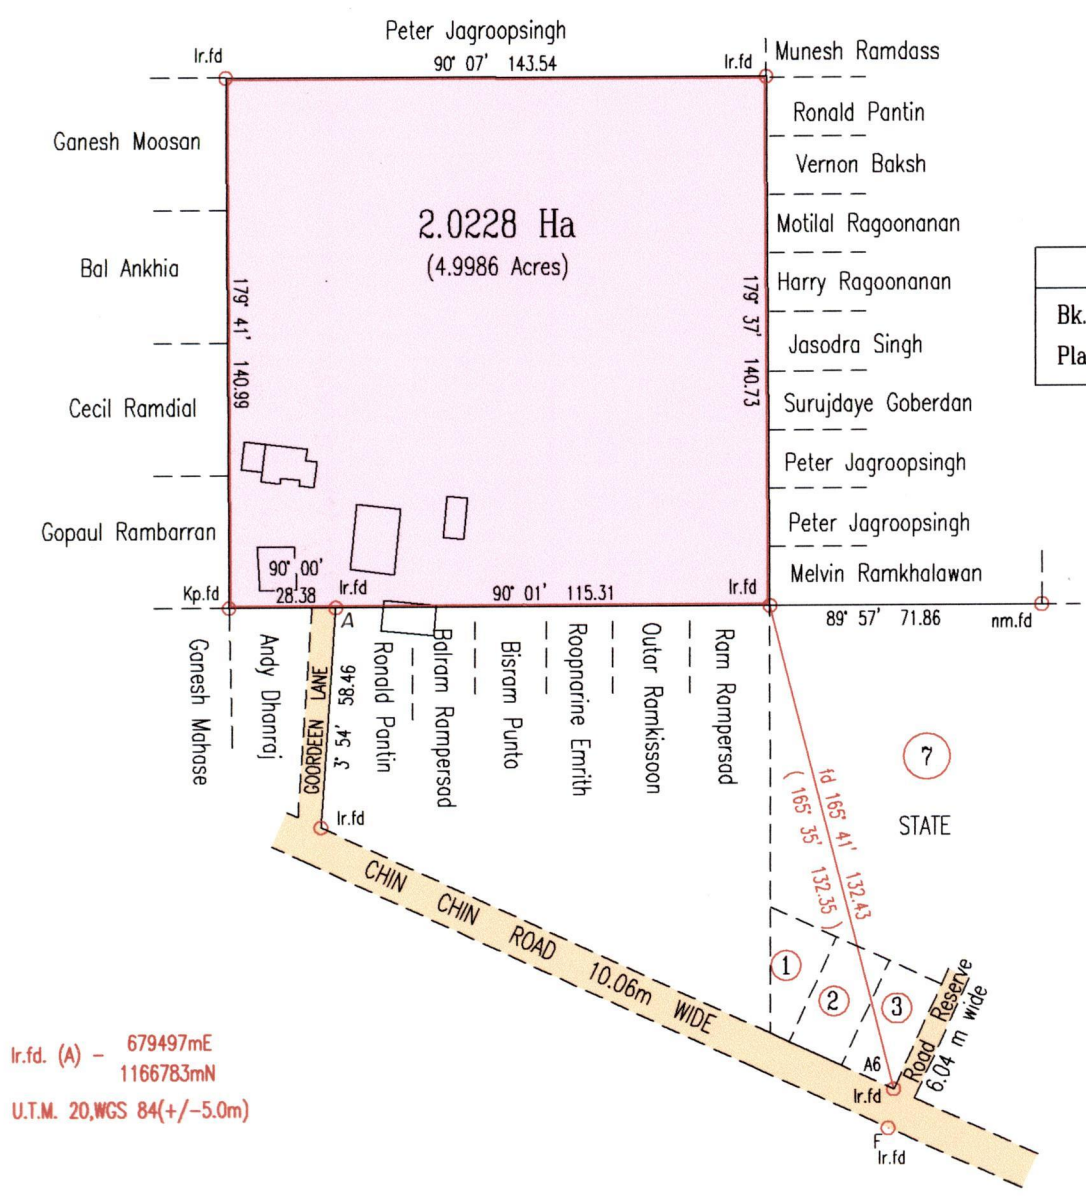 Peter Jagroopsingh
90° 07' 143.54
Ir.fd
Ir.fd
Munesh Ramdass
Ronald Pantin
Vernon Baksh
Motilal Ragoonanan
Harry Ragoonanan
Jasodra Singh
Surujdaye Goberdan
Peter Jagroopsingh
Peter Jagroopsingh
Melvin Ramkhalawan
Ganesh Moosan
Bal Ankhia
Cecil Ramdial
Gopaul Rambarran
2.0228 Ha
(4.9986 Acres)
179° 41' 140.99
179° 37' 140.73
Bk.
Pla
Kp.fd
90° 00'
28.38
Ir.fd
A
90° 01' 115.31
Ir.fd
89° 57' 71.86
nm.fd
Ganesh Mahase
Andy Dhanraj
GOORDEEN LANE
3° 54' 58.46
Ronald Pantin
Balram Rampersad
Bisram Punto
Roopnarine Emrith
Outar Ramkissoon
Ram Rampersad
Ir.fd
fd 165° 41' 132.43
( 165° 35' 132.35 )
7
STATE
CHIN CHIN ROAD 10.06m WIDE
1
2
3
Road Reserve
6.04 m wide
A6
Ir.fd
F
Ir.fd
Ir.fd. (A) - 679497mE
1166783mN
U.T.M. 20,WGS 84(+/-5.0m)